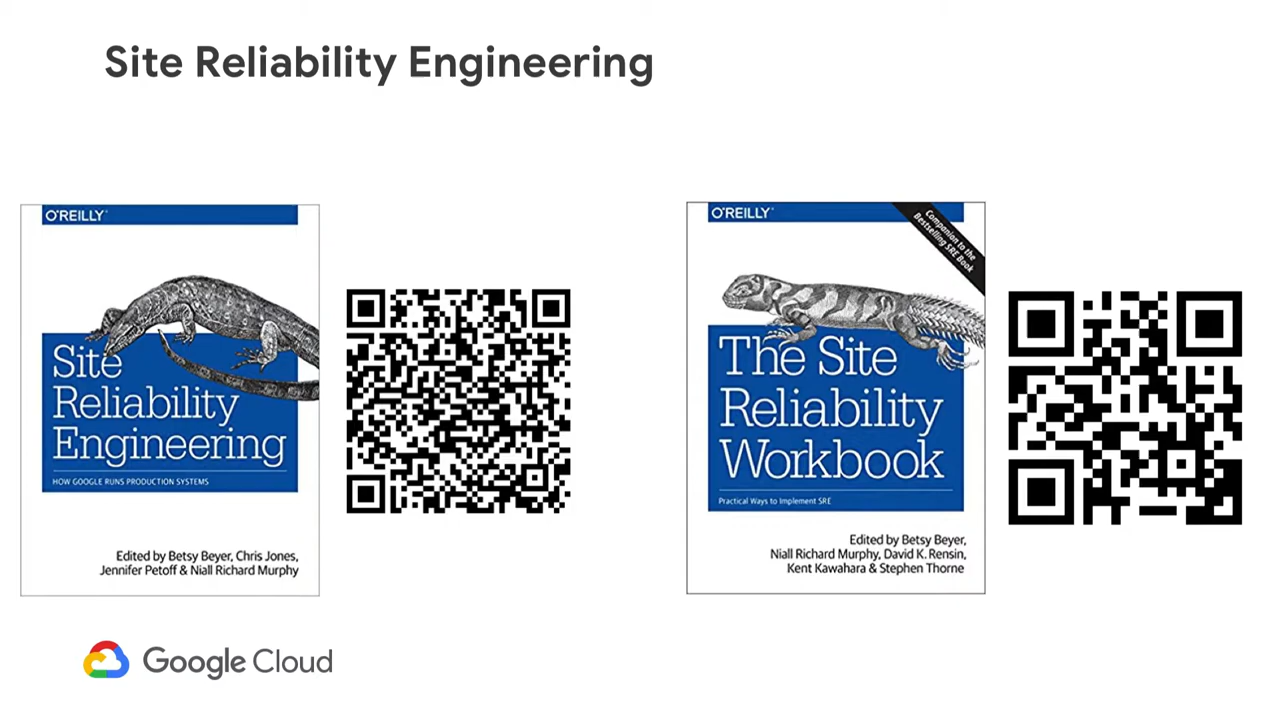 Site Reliability Engineering
O'REILLY®
Site
Reliability
Engineering
HOW GOOGLE RUNS PRODUCTION SYSTEMS
Edited by Betsy Beyer, Chris Jones,
Jennifer Petoff & Niall Richard Murphy
O'REILLY®
Companion to the
Bestselling SRE Book
The Site
Reliability
Workbook
Practical Ways to Implement SRE
Edited by Betsy Beyer,
Niall Richard Murphy, David K. Rensin,
Kent Kawahara & Stephen Thorne
Google Cloud